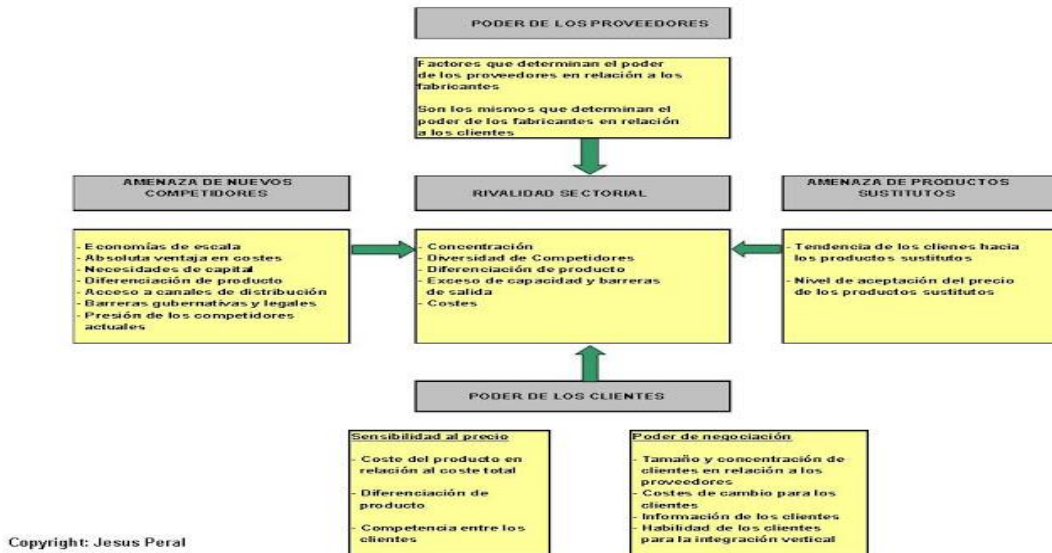 PODER DE LOS PROVEEDORES
Factores que determinan el poder
de los proveedores en relación a los
fabricantes
Son los mismos que determinan el
poder de los fabricantes en relación
a los clientes
AMENAZA DE NUEVOS
COMPETIDORES
- Economías de escala
- Absoluta ventaja en costes
- Necesidades de capital
- Diferenciación de producto
- Acceso a canales de distribución
- Barreras gubernativas y legales
- Presión de los competidores
actuales
RIVALIDAD SECTORIAL
- Concentración
- Diversidad de Competidores
- Diferenciación de producto
- Exceso de capacidad y barreras
de salida
- Costes
AMENAZA DE PRODUCTOS
SUSTITUTOS
- Tendencia de los clienes hacia
los productos sustitutos
- Nivel de aceptación del precio
de los productos sustitutos
PODER DE LOS CLIENTES
Sensibilidad al precio
- Coste del producto en
relación al coste total
- Diferenciación de
producto
- Competencia entre los
clientes
Poder de negociación
- Tamaño y concentración de
clientes en relación a los
proveedores
- Costes de cambio para los
clientes
- Información de los clientes
- Habilidad de los clientes
para la integración vertical
Copyright: Jesus Peral